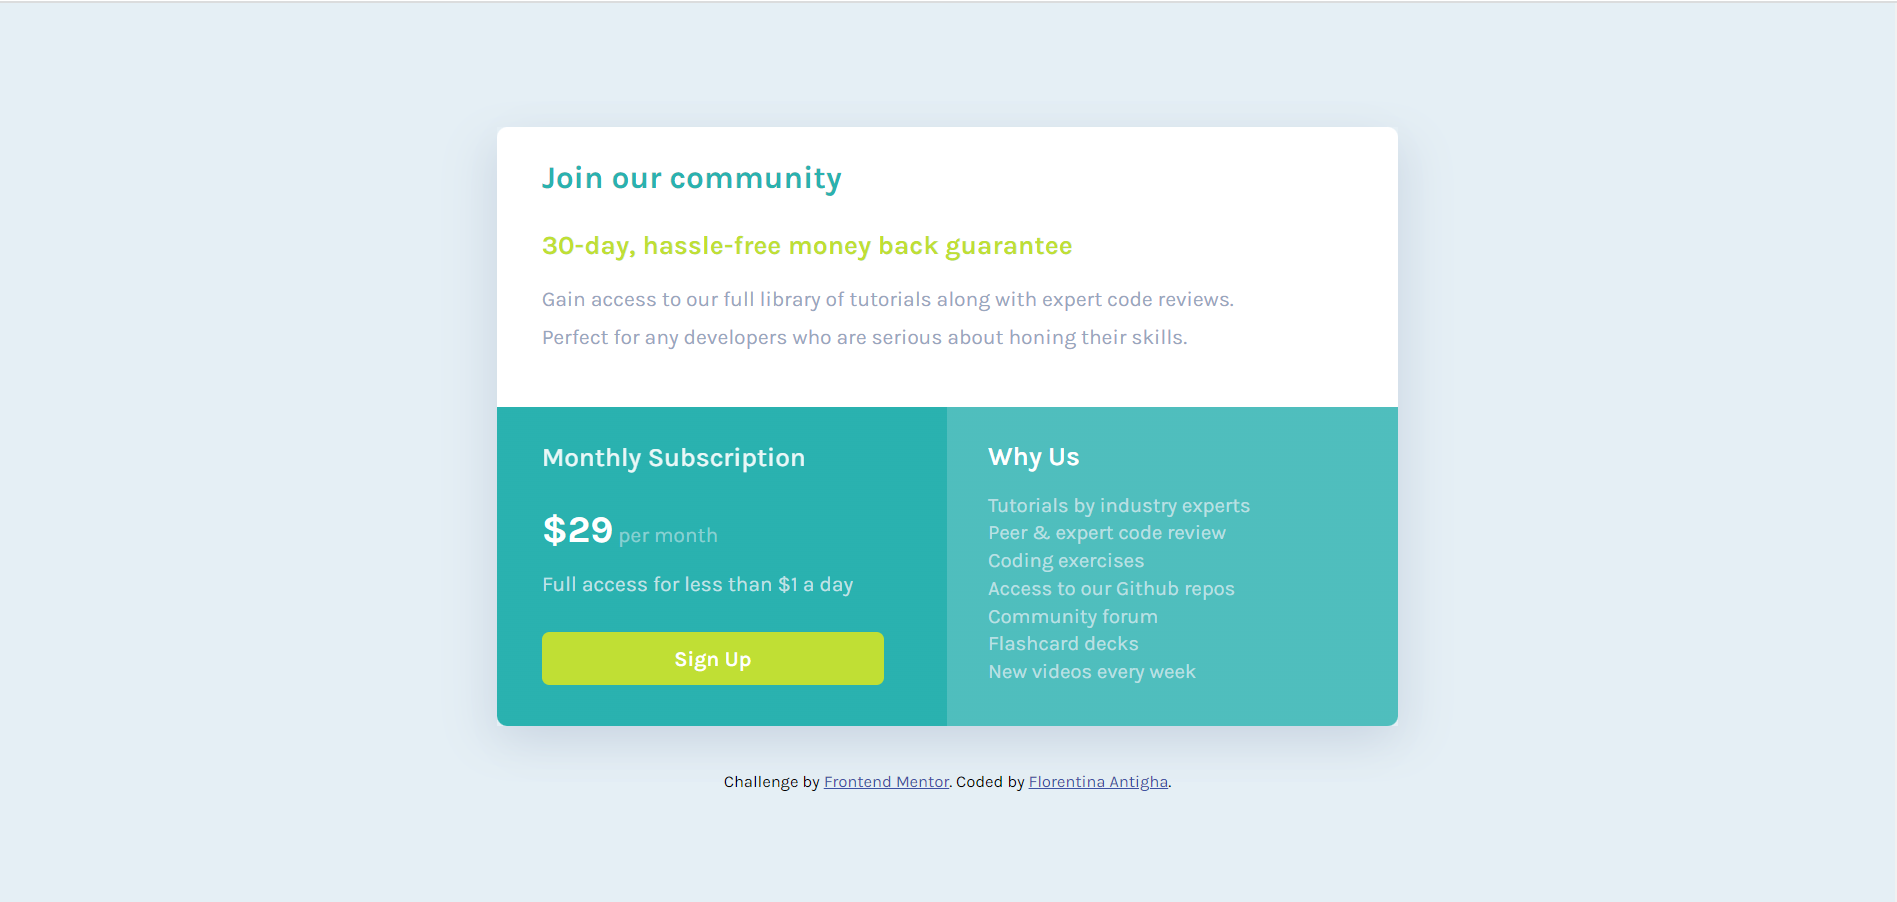 Join our community
30-day, hassle-free money back guarantee
Gain access to our full library of tutorials along with expert code reviews.
Perfect for any developers who are serious about honing their skills.
Monthly Subscription
$29 per month
Full access for less than $1 a day
Sign Up
Why Us
Tutorials by industry experts
Peer & expert code review
Coding exercises
Access to our Github repos
Community forum
Flashcard decks
New videos every week
Challenge by Frontend Mentor. Coded by Florentina Antigha.